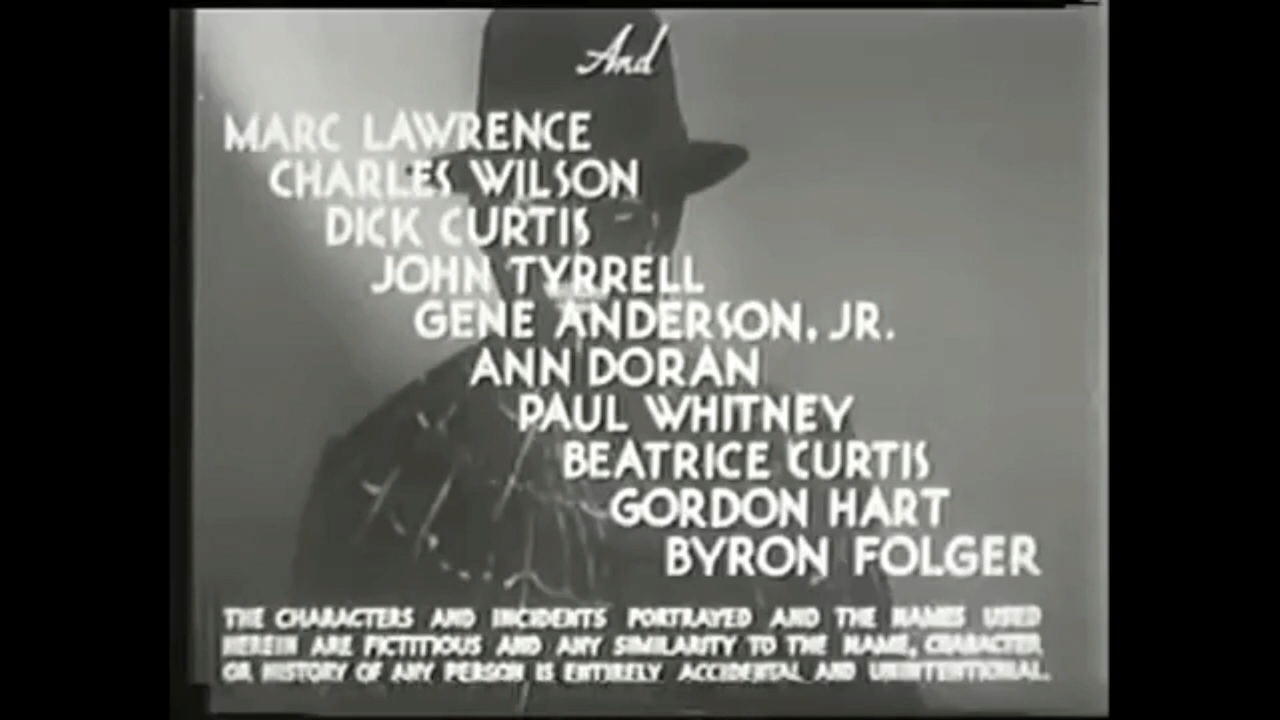 And
MARC LAWRENCE
CHARLES WILSON
DICK CURTIS
JOHN TYRRELL
GENE ANDERSON, JR.
ANN DORAN
PAUL WHITNEY
BEATRICE CURTIS
GORDON HART
BYRON FOLGER
THE CHARACTERS AND INCIDENTS PORTRAYED AND THE NAMES USED
HEREIN ARE FICTITIOUS AND ANY SIMILARITY TO THE NAME, CHARACTER
OR HISTORY OF ANY PERSON IS ENTIRELY ACCIDENTAL AND UNINTENTIONAL.